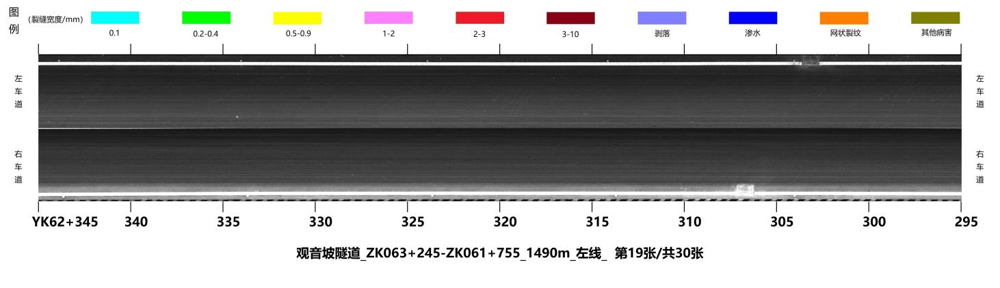 图例 (裂缝宽度/mm) 0.1 0.2-0.4 0.5-0.9 1-2 2-3 3-10 剥落 渗水 网状裂纹 其他病害
左车道 左车道
右车道 右车道
YK62+345 340 335 330 325 320 315 310 305 300 295
观音坡隧道_ZK063+245-ZK061+755_1490m_左线_ 第19张/共30张